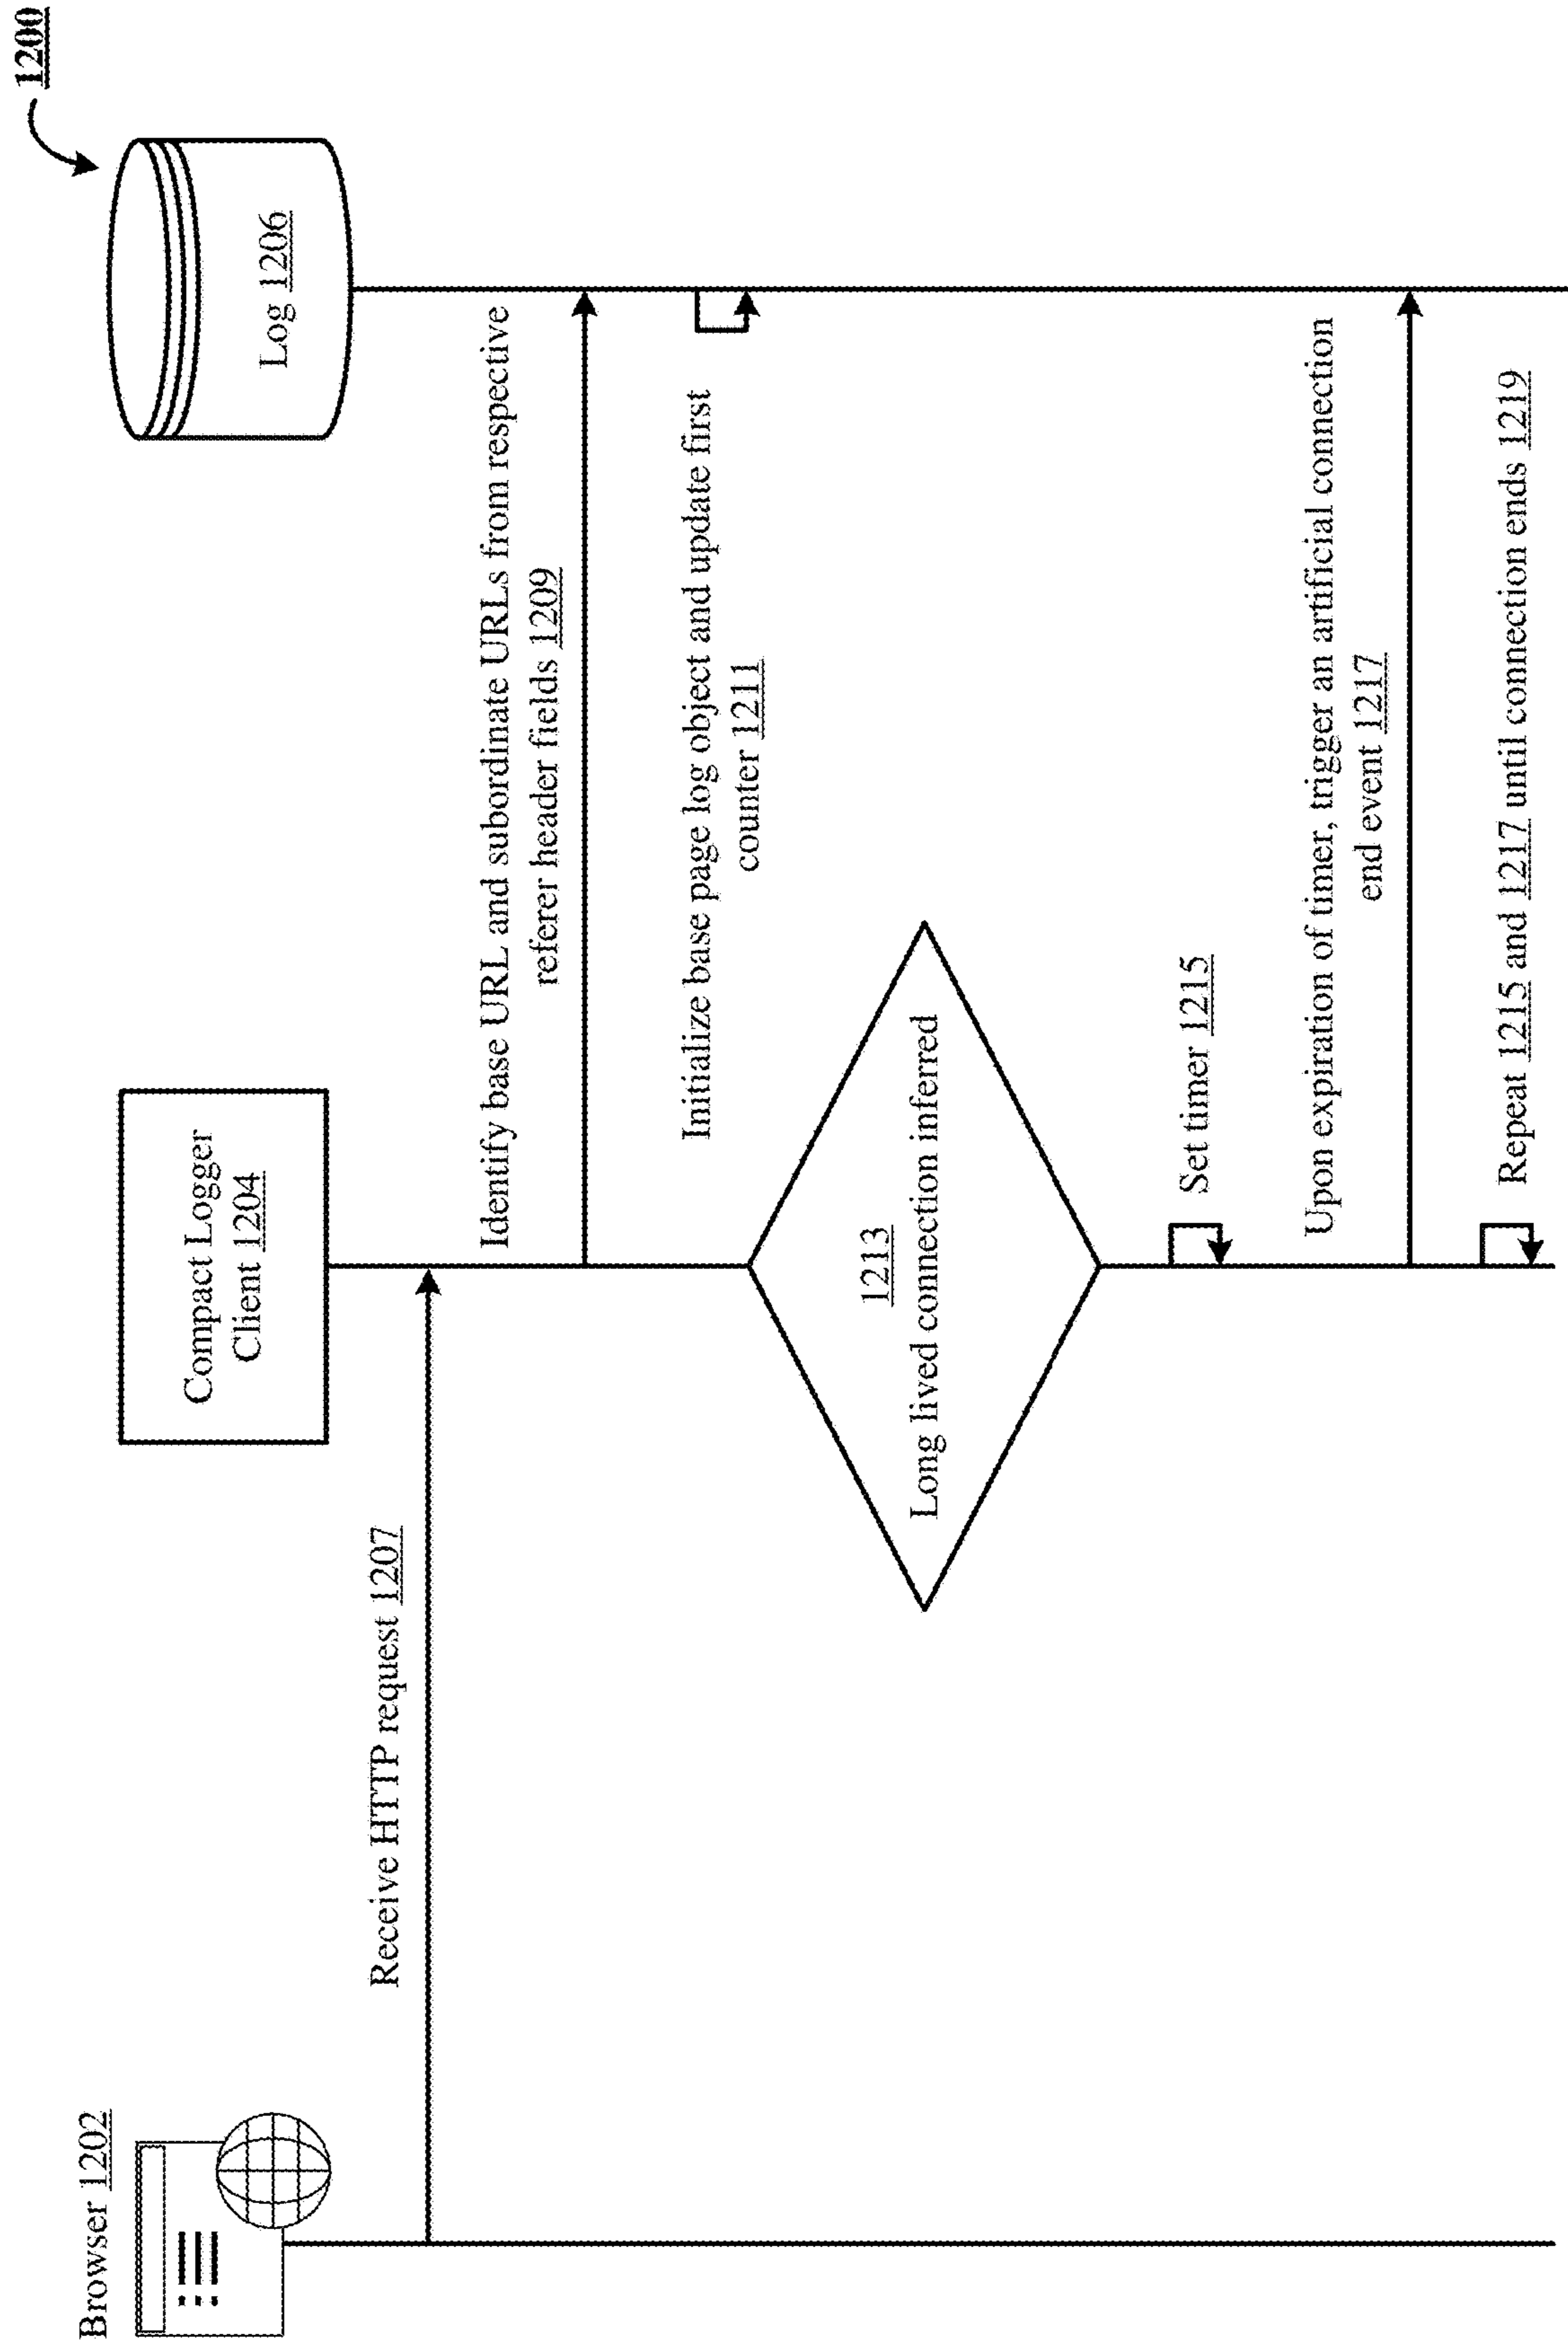 1200
Browser 1202
Compact Logger
Client 1204
Log 1206
Receive HTTP request 1207
Identify base URL and subordinate URLs from respective
referer header fields 1209
Initialize base page log object and update first
counter 1211
1213
Long lived connection inferred
Set timer 1215
Upon expiration of timer, trigger an artificial connection
end event 1217
Repeat 1215 and 1217 until connection ends 1219